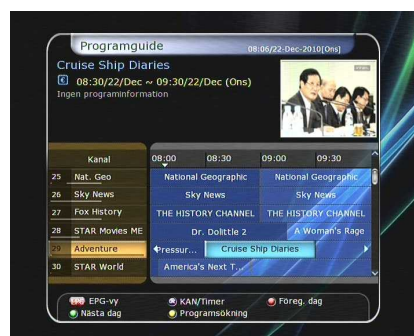 Programguide 08:06/22-Dec-2010[Ons]
Cruise Ship Diaries
€ 08:30/22/Dec ~ 09:30/22/Dec (Ons)
Ingen programinformation
Kanal 08:00 08:30 09:00 09:30
25 Nat. Geo National Geographic National Geographic
26 Sky News Sky News Sky News
27 Fox History THE HISTORY CHANNEL THE HISTORY CHANNEL
28 STAR Movies ME Dr. Dolittle 2 A Woman's Rage
29 Adventure Pressur... Cruise Ship Diaries
30 STAR World America's Next T...
EPG EPG-vy KAN/Timer Föreg. dag
Nästa dag Programsökning